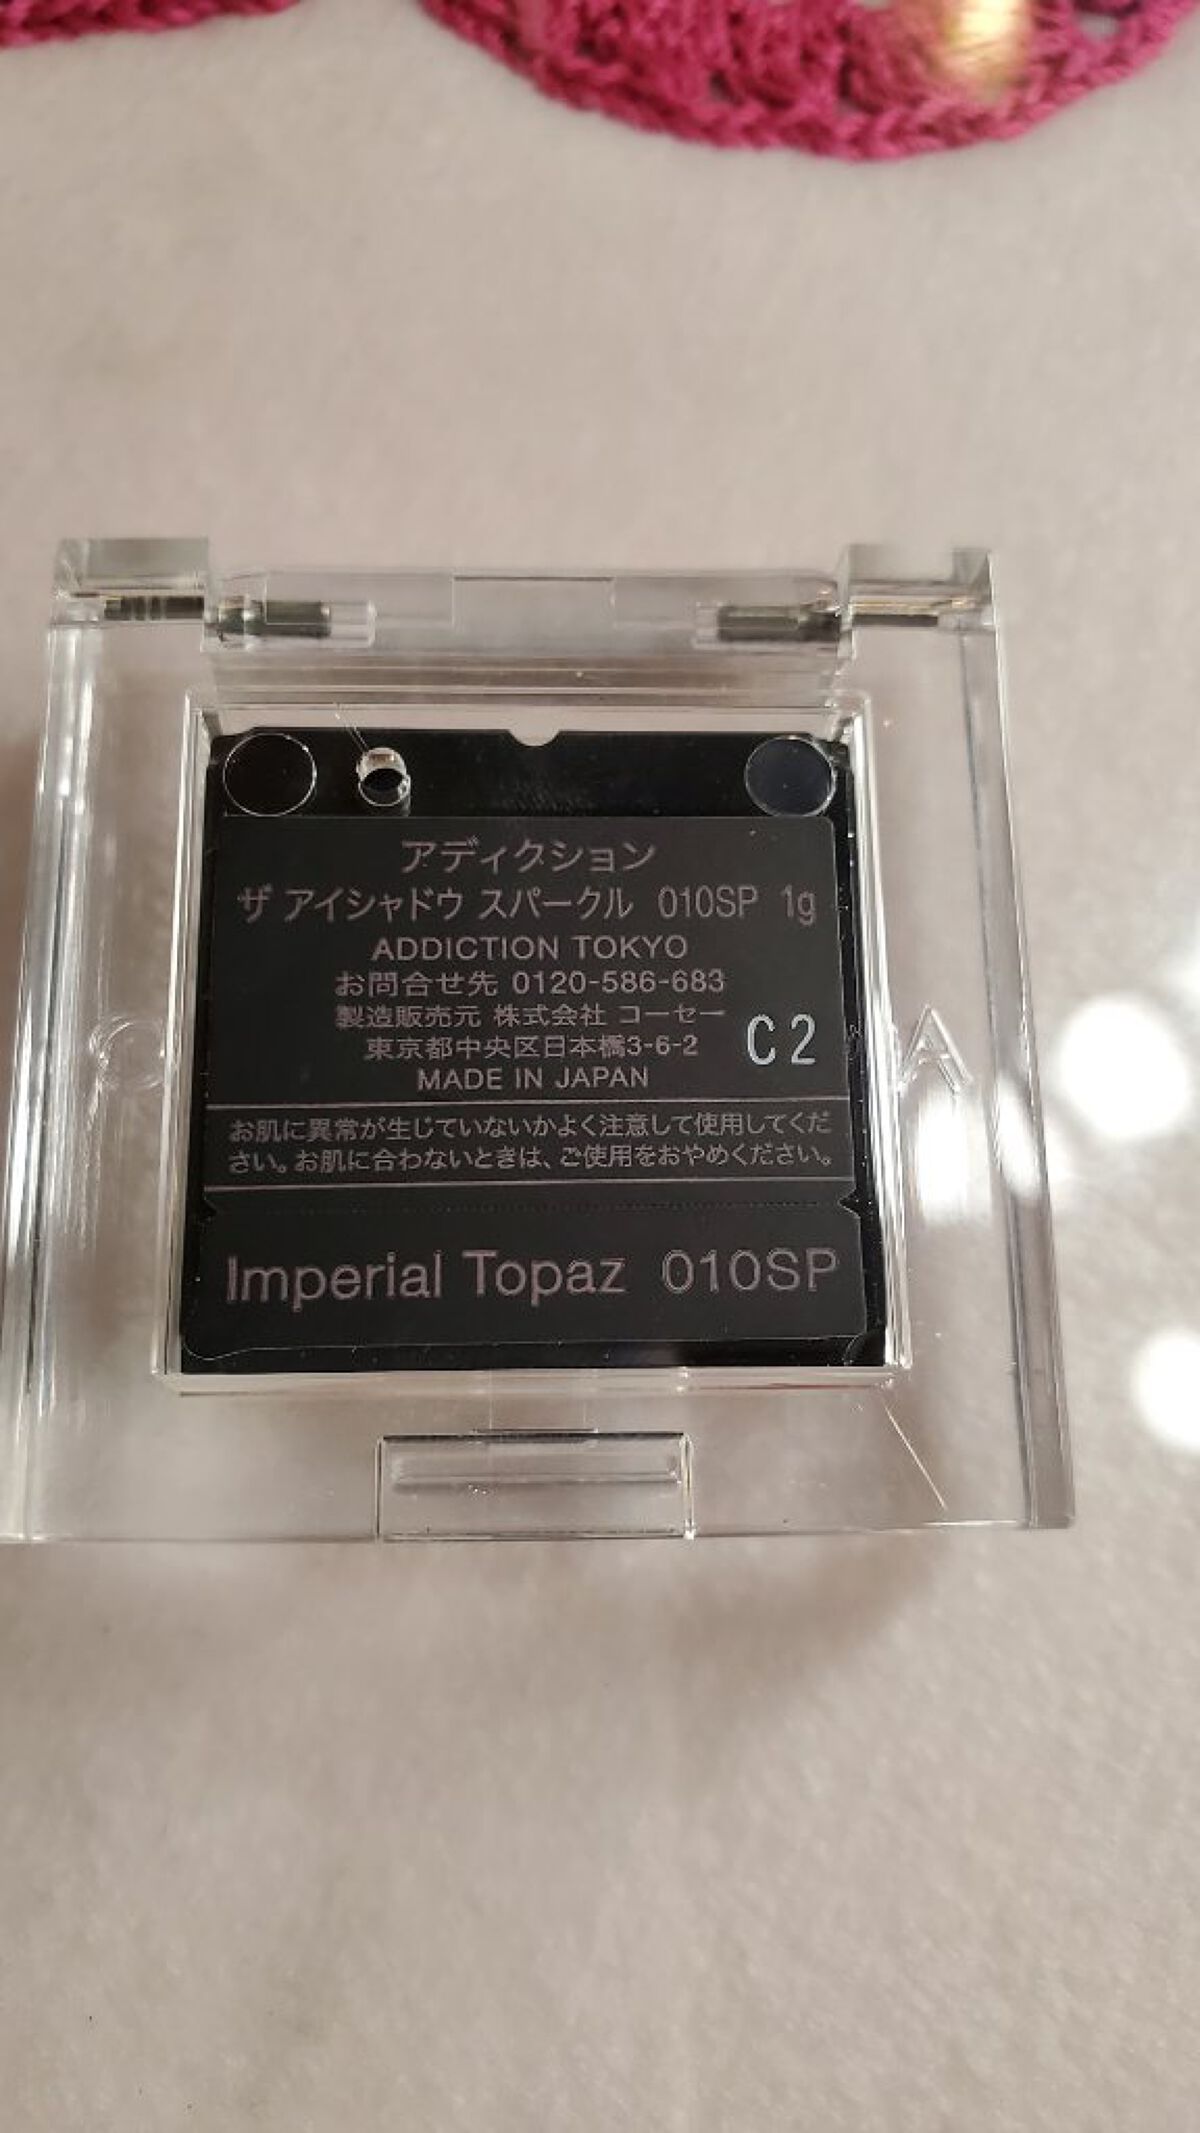 アディクション
ザ アイシャドウ スパークル 010SP 1g
ADDICTION TOKYO
お問合せ先 0120-586-683
製造販売元 株式会社 コーセー
東京都中央区日本橋3-6-2
MADE IN JAPAN
C2
お肌に異常が生じていないかよく注意して使用してくだ
さい。お肌に合わないときは、ご使用をおやめください。
Imperial Topaz 010SP
A